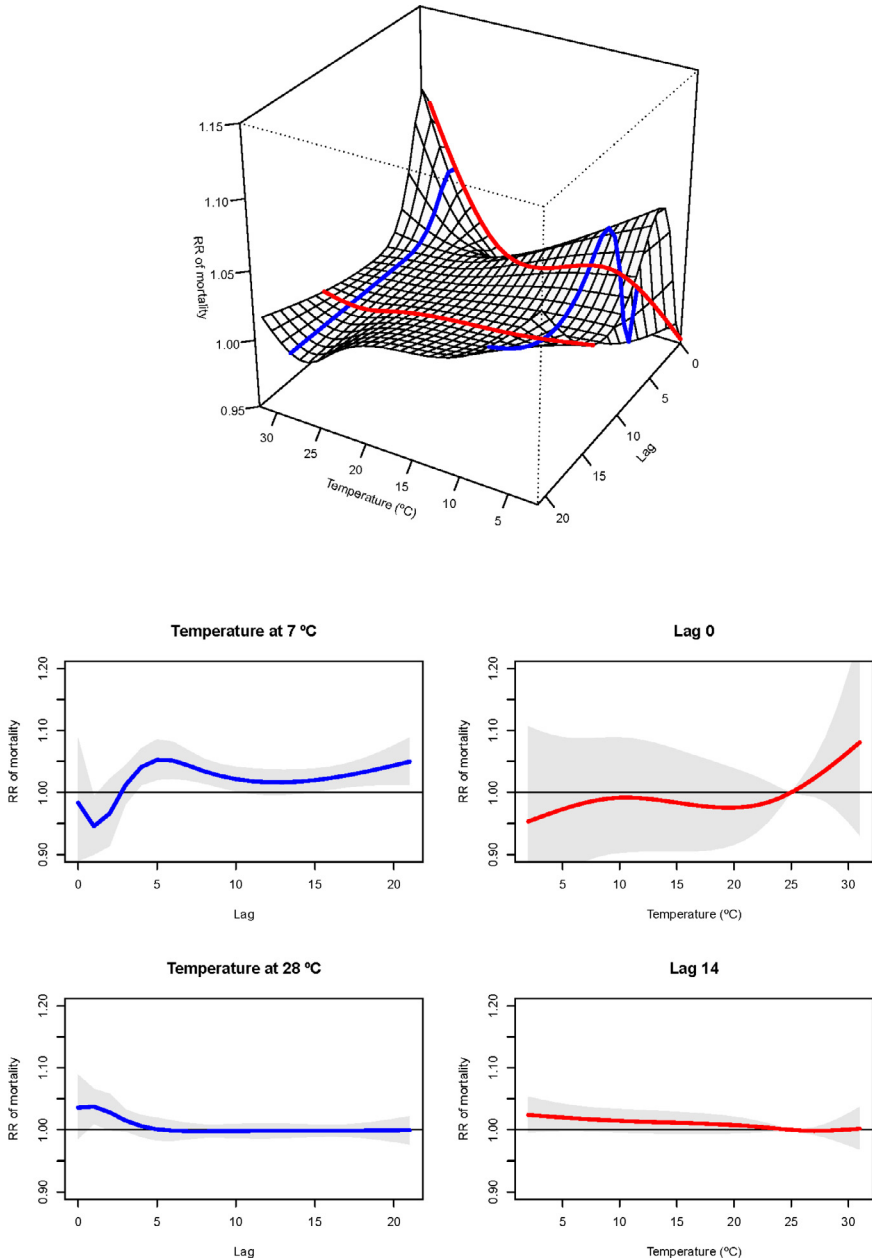 1.15
1.10
1.05
1.00
0.95
RR of mortality
30
25
20
15
10
5
Temperature (ºC)
0
5
10
15
20
Lag
Temperature at 7 ºC
RR of mortality
0.90 1.00 1.10 1.20
0 5 10 15 20
Lag
Lag 0
RR of mortality
0.90 1.00 1.10 1.20
5 10 15 20 25 30
Temperature (ºC)
Temperature at 28 ºC
RR of mortality
0.90 1.00 1.10 1.20
0 5 10 15 20
Lag
Lag 14
RR of mortality
0.90 1.00 1.10 1.20
5 10 15 20 25 30
Temperature (ºC)